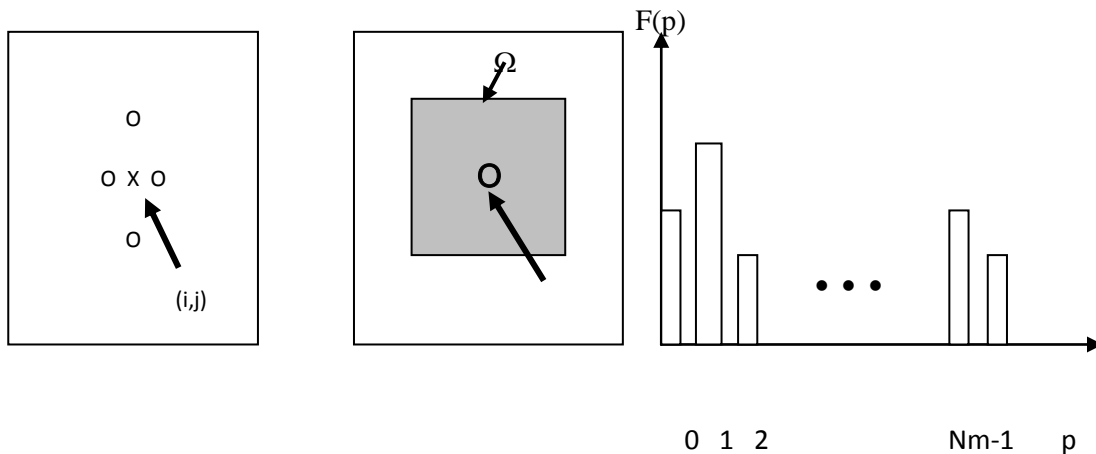 F(p)
Ω
O
O X O
O
O
(i,j)
0 1 2 Nm-1 p